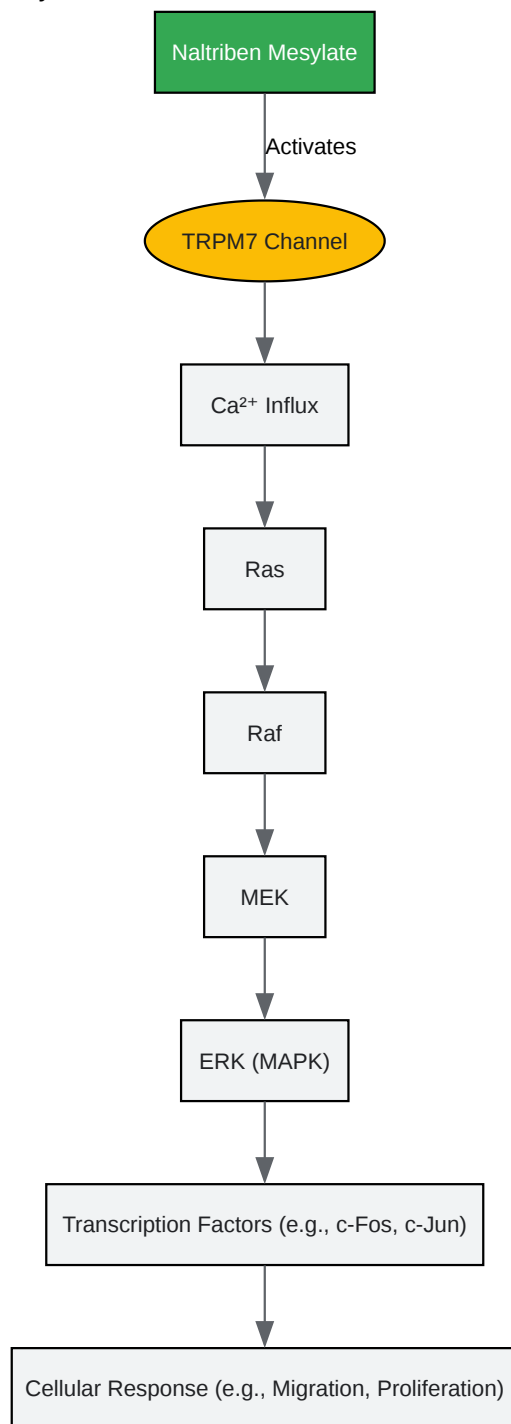 Naltriben Mesylate
Activates
TRPM7 Channel
Ca²⁺ Influx
Ras
Raf
MEK
ERK (MAPK)
Transcription Factors (e.g., c-Fos, c-Jun)
Cellular Response (e.g., Migration, Proliferation)